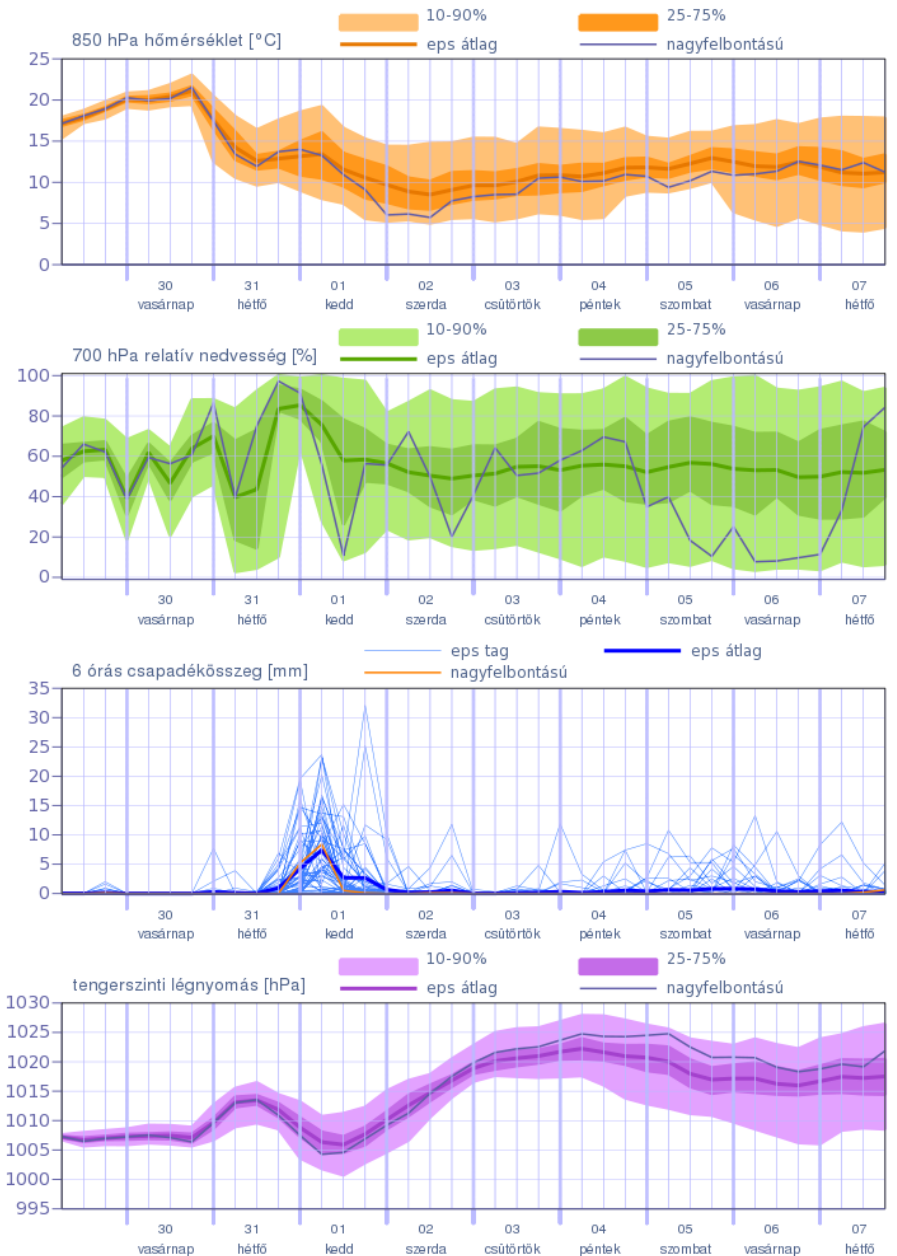 10-90% 25-75%
850 hPa hőmérséklet [°C] eps átlag nagyfelbontású
25
20
15
10
5
0
30 31 01 02 03 04 05 06 07
vasárnap hétfő kedd szerda csütörtök péntek szombat vasárnap hétfő
10-90% 25-75%
700 hPa relatív nedvesség [%] eps átlag nagyfelbontású
100
80
60
40
20
0
30 31 01 02 03 04 05 06 07
vasárnap hétfő kedd szerda csütörtök péntek szombat vasárnap hétfő
eps tag eps átlag
6 órás csapadékösszeg [mm] nagyfelbontású
35
30
25
20
15
10
5
0
30 31 01 02 03 04 05 06 07
vasárnap hétfő kedd szerda csütörtök péntek szombat vasárnap hétfő
10-90% 25-75%
tengerszinti légnyomás [hPa] eps átlag nagyfelbontású
1030
1025
1020
1015
1010
1005
1000
995
30 31 01 02 03 04 05 06 07
vasárnap hétfő kedd szerda csütörtök péntek szombat vasárnap hétfő